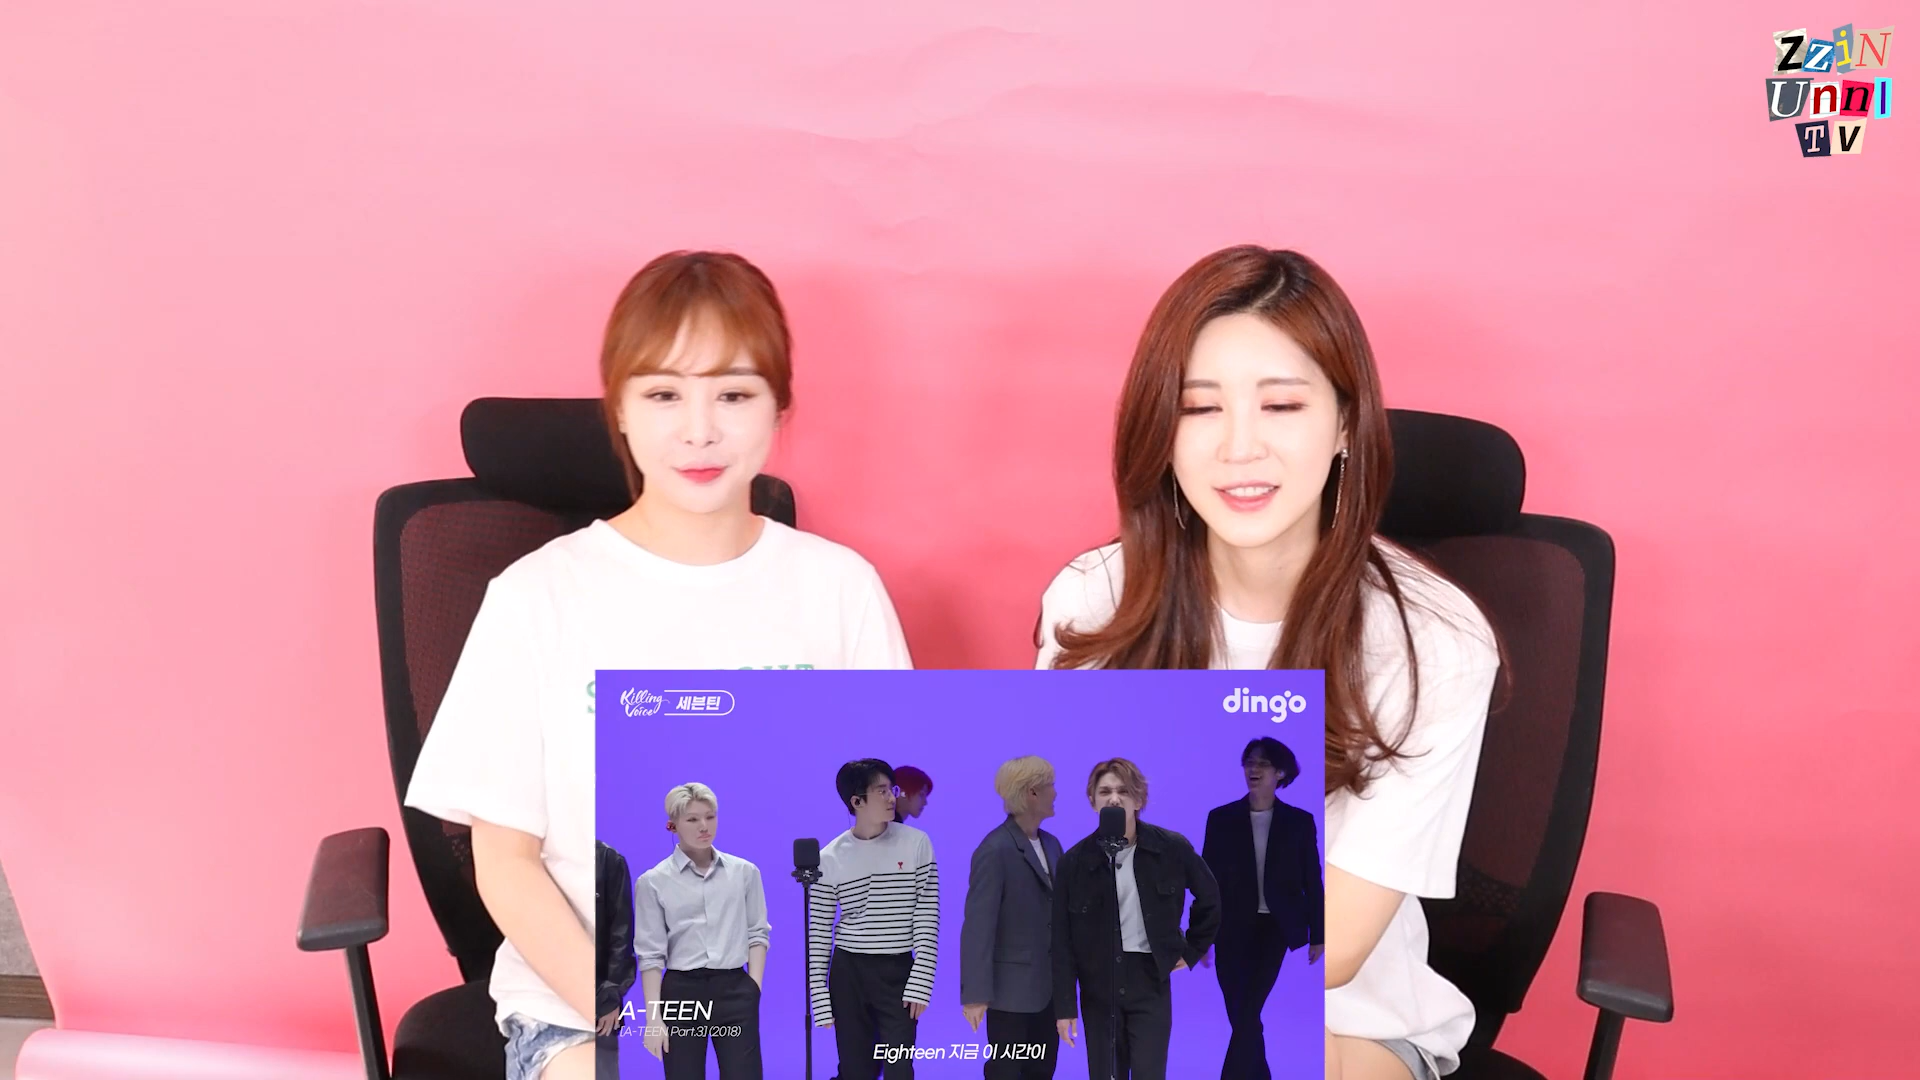 ZziN
UnnI
TV
Killing
Voice
세븐틴
dingo
A-TEEN
[A-TEEN Part.3] (2018)
Eighteen 지금 이 시간이